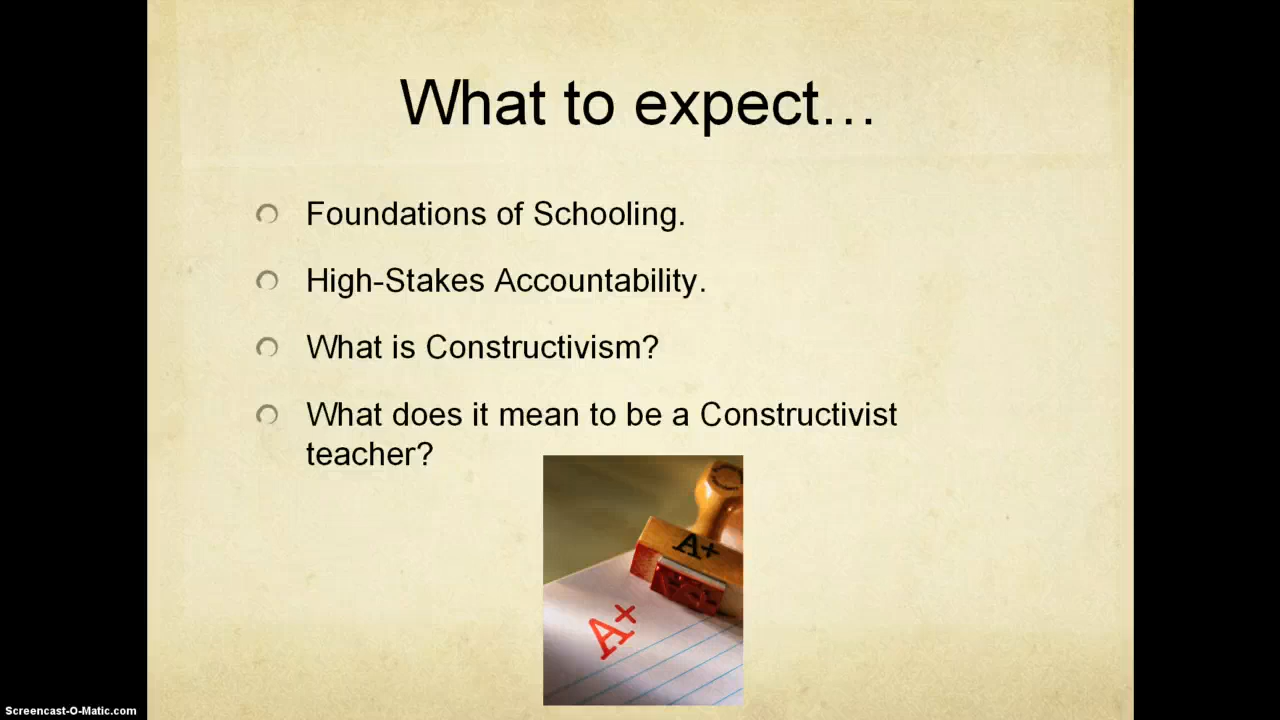 What to expect…
Foundations of Schooling.
High-Stakes Accountability.
What is Constructivism?
What does it mean to be a Constructivist
teacher?
A+
A+
Screencast-O-Matic.com